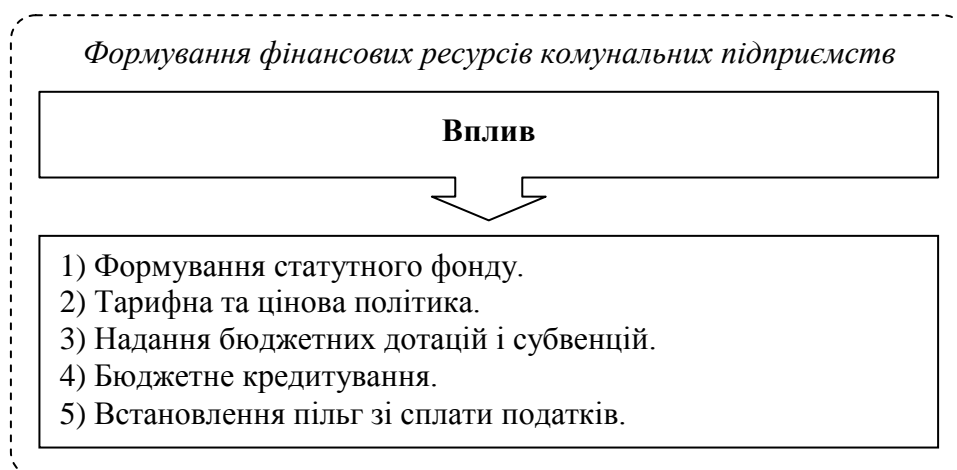 Формування фінансових ресурсів комунальних підприємств
Вплив
1) Формування статутного фонду.
2) Тарифна та цінова політика.
3) Надання бюджетних дотацій і субвенцій.
4) Бюджетне кредитування.
5) Встановлення пільг зі сплати податків.